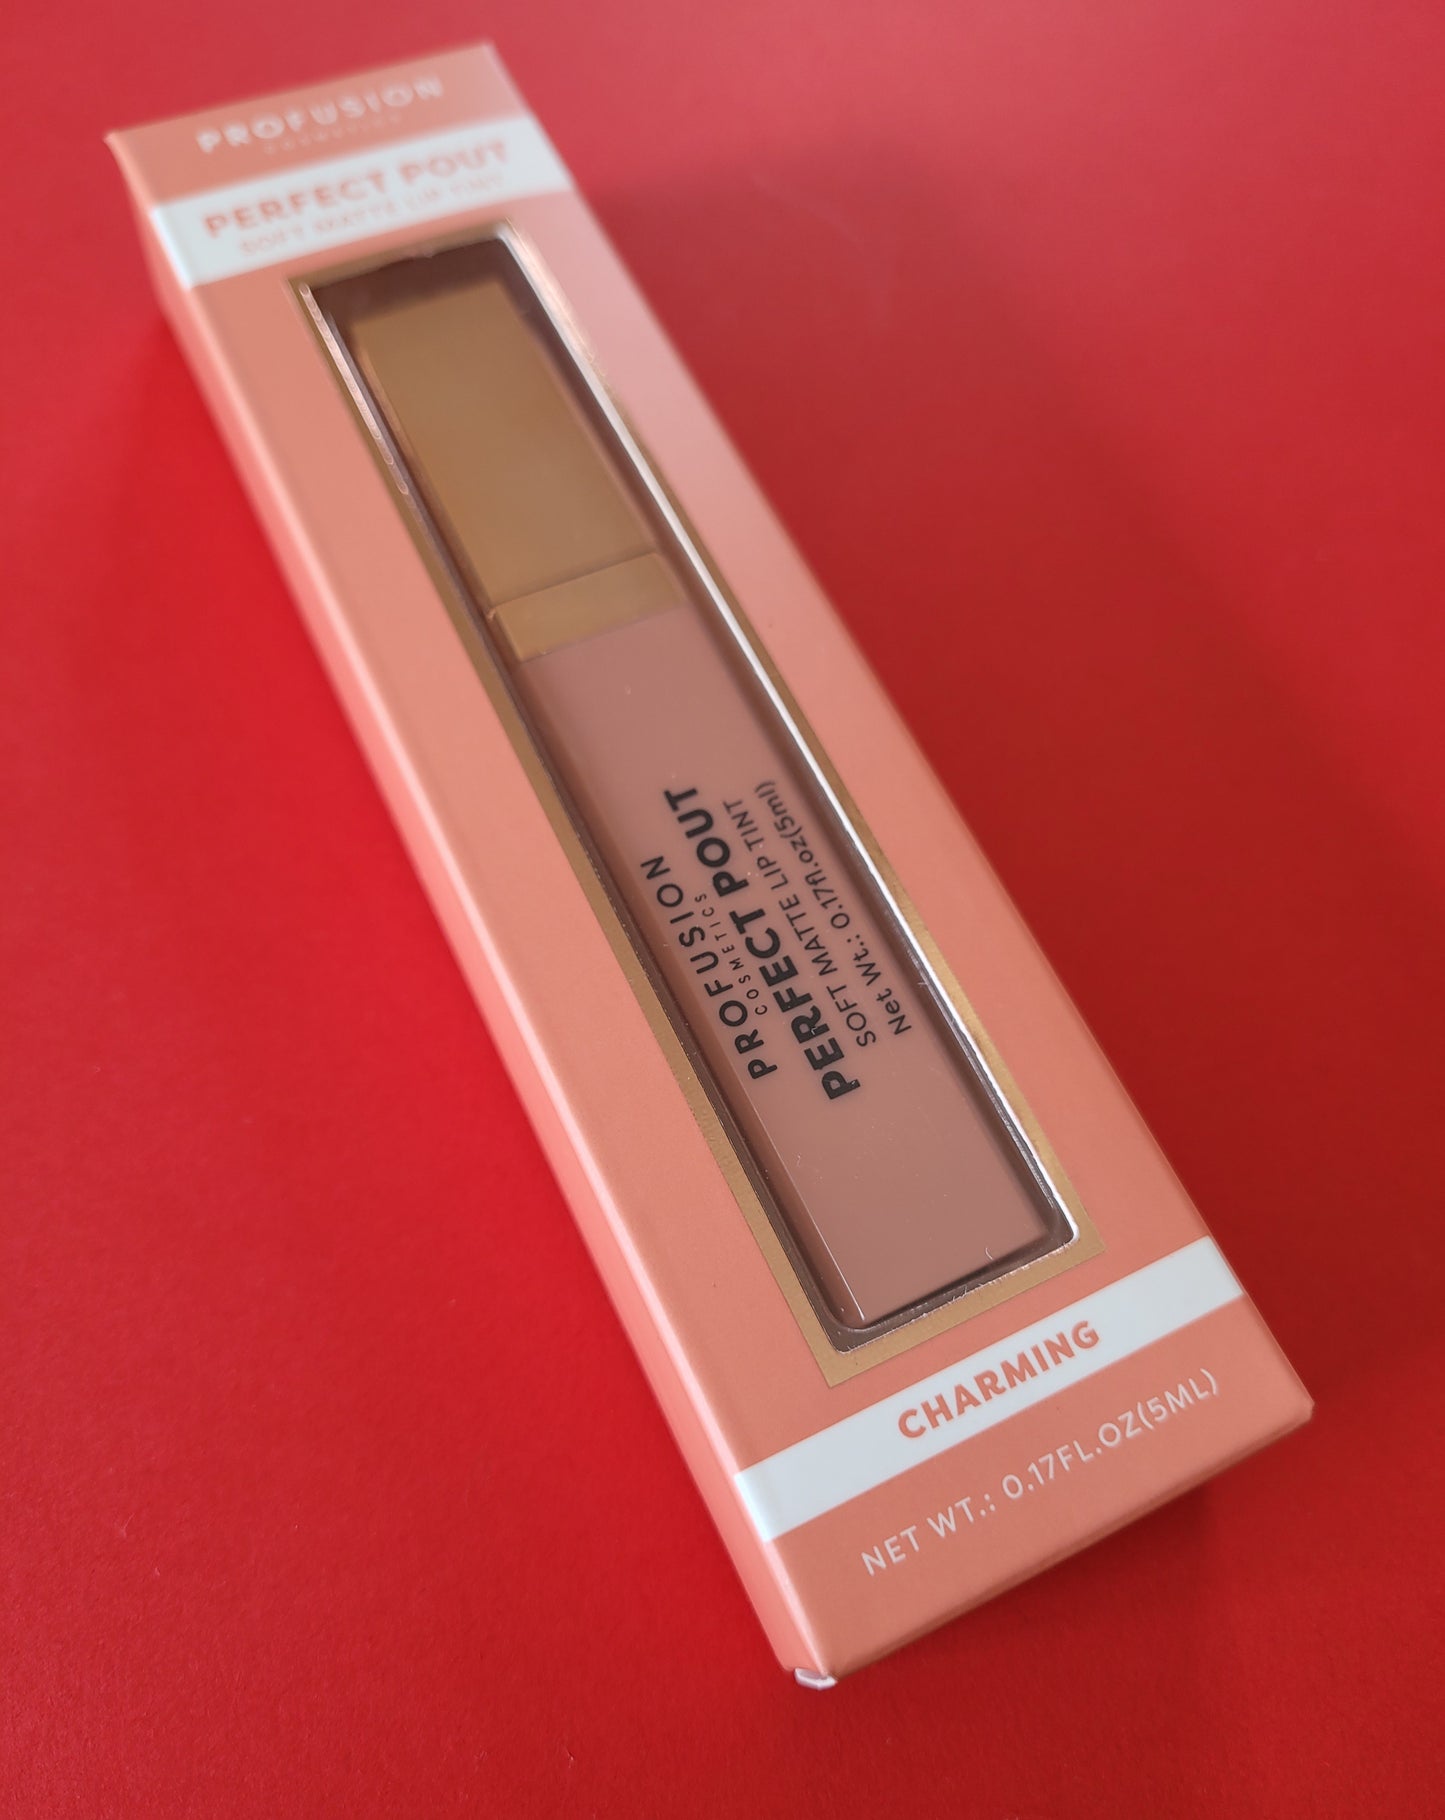 PROFUSION
COSMETICS
PERFECT POUT
SOFT MATTE LIP TINT
PROFUSION
COSMETICS
PERFECT POUT
SOFT MATTE LIP TINT
Net Wt.: 0.17fl.oz(5ml)
CHARMING
NET WT.: 0.17FL.OZ(5ML)